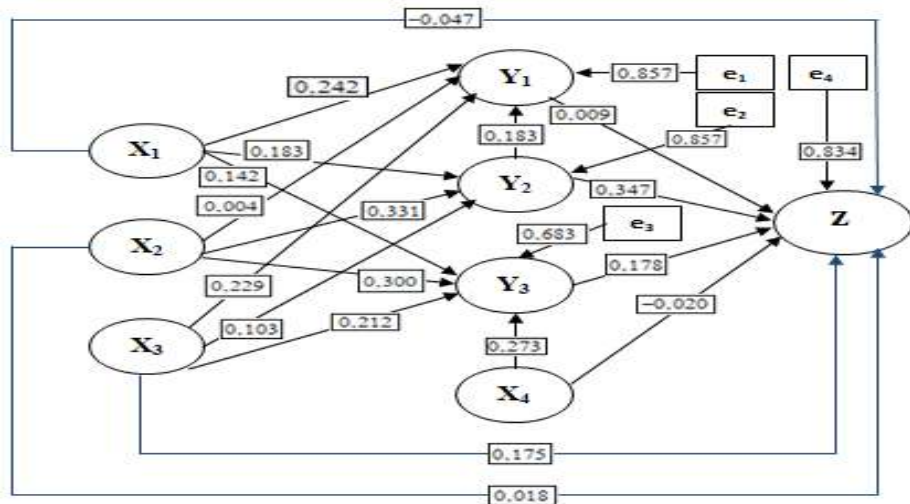 −0.047
Y₁
0.857
e₁
e₄
0.242
0.009
e₂
X₁
0.183
0.183
0.857
0.834
0.142
Y₂
0.347
0.004
0.331
Z
X₂
0.683
e₃
0.178
0.229
0.300
Y₃
−0.020
0.103
0.212
X₃
0.273
X₄
0.175
0.018